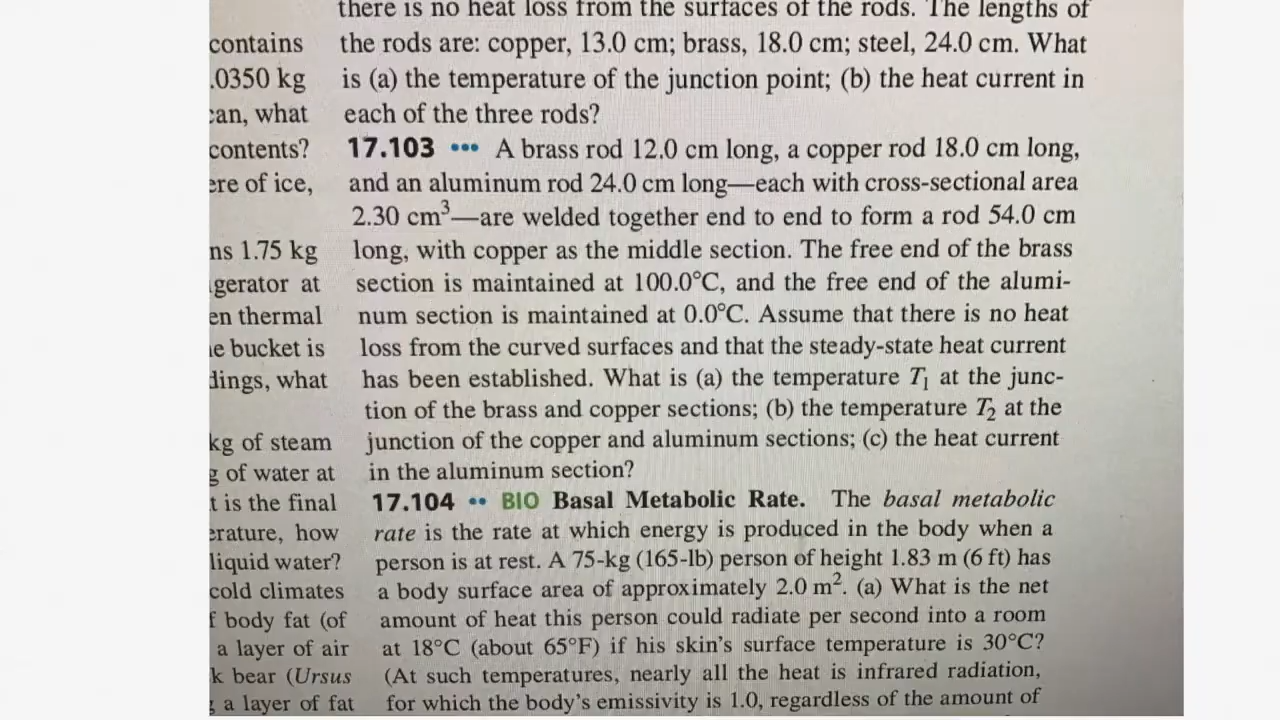 there is no heat loss from the surfaces of the rods. The lengths of
the rods are: copper, 13.0 cm; brass, 18.0 cm; steel, 24.0 cm. What
is (a) the temperature of the junction point; (b) the heat current in
each of the three rods?
17.103 ••• A brass rod 12.0 cm long, a copper rod 18.0 cm long,
and an aluminum rod 24.0 cm long—each with cross-sectional area
2.30 cm³—are welded together end to end to form a rod 54.0 cm
long, with copper as the middle section. The free end of the brass
section is maintained at 100.0°C, and the free end of the alumi-
num section is maintained at 0.0°C. Assume that there is no heat
loss from the curved surfaces and that the steady-state heat current
has been established. What is (a) the temperature T₁ at the junc-
tion of the brass and copper sections; (b) the temperature T₂ at the
junction of the copper and aluminum sections; (c) the heat current
in the aluminum section?
17.104 •• BIO Basal Metabolic Rate. The basal metabolic
rate is the rate at which energy is produced in the body when a
person is at rest. A 75-kg (165-lb) person of height 1.83 m (6 ft) has
a body surface area of approximately 2.0 m². (a) What is the net
amount of heat this person could radiate per second into a room
at 18°C (about 65°F) if his skin's surface temperature is 30°C?
(At such temperatures, nearly all the heat is infrared radiation,
for which the body's emissivity is 1.0, regardless of the amount of
contains
.0350 kg
what
contents?
of ice,
1.75 kg
gerator at
thermal
bucket is
what
kg of steam
of water at
is the final
how
liquid water?
cold climates
body fat (of
a layer of air
bear (Ursus
a layer of fat